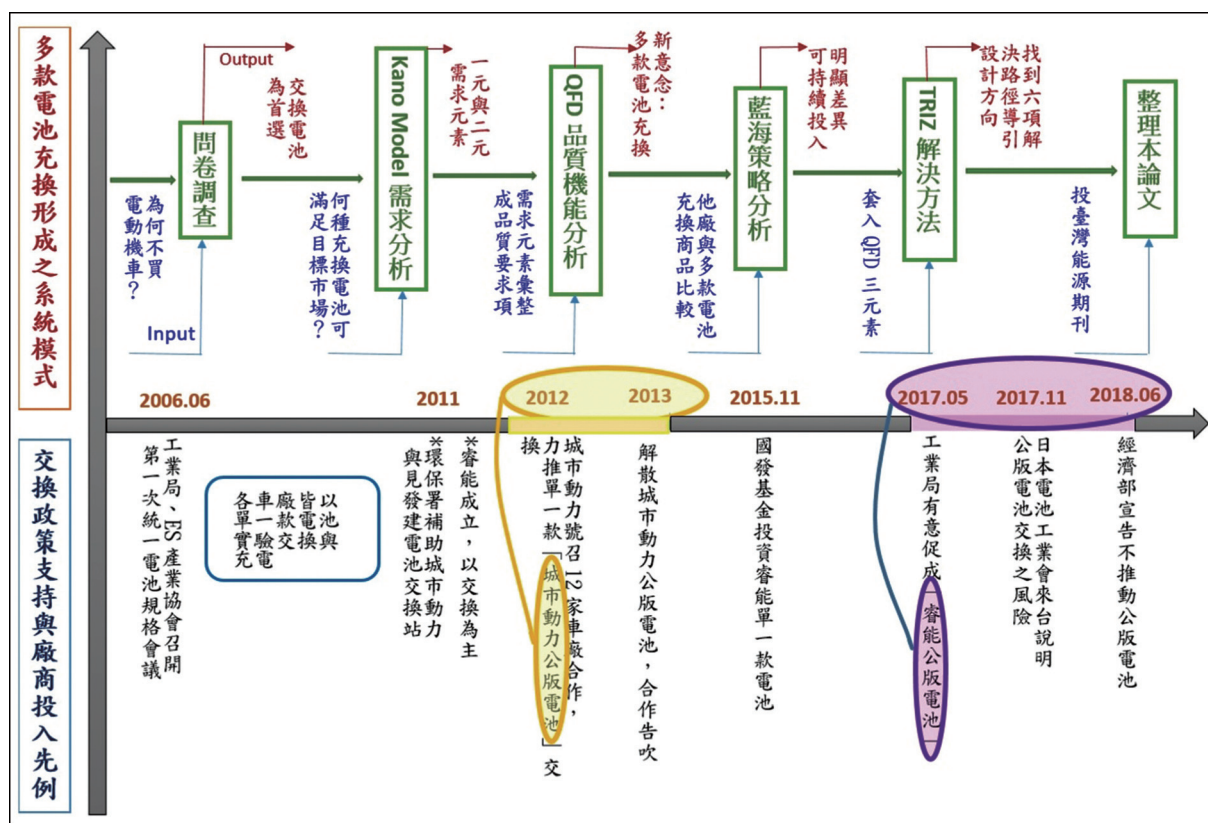 多款電池充換形成之系統模式
Output
交換電池
為首選
問卷調查
為何不買
電動機車？
Input
一元與二元
需求元素
Kano Model 需求分析
何種充換電池可
滿足目標市場？
新意念：
多款電池充換
QFD 品質機能分析
需求元素彙整
成品質要求項
明顯差異
可持續投入
藍海策略分析
他廠與多款電池
充換商品比較
找到六項解
決路徑導引
設計方向
TRIZ 解決方法
套入 QFD 三元素
整理本論文
投臺灣能源期刊
交換政策支持與廠商投入先例
2006.06
工業局、ES 產業協會召開
第一次統一電池規格會議
各車廠皆以
單一款電池
實驗交換與
充電
2011
*睿能成立，以交換為主
*環保署補助城市動力
與見發建電池交換站
2012
城市動力號召 12 家車廠合作，
力推單一款「城市動力公版電池」交
換
2013
解散城市動力公版電池，合作告吹
2015.11
國發基金投資睿能單一款電池
2017.05
工業局有意促成「睿能公版電池」
2017.11
日本電池工業會來台說明
公版電池交換之風險
2018.06
經濟部宣告不推動公版電池